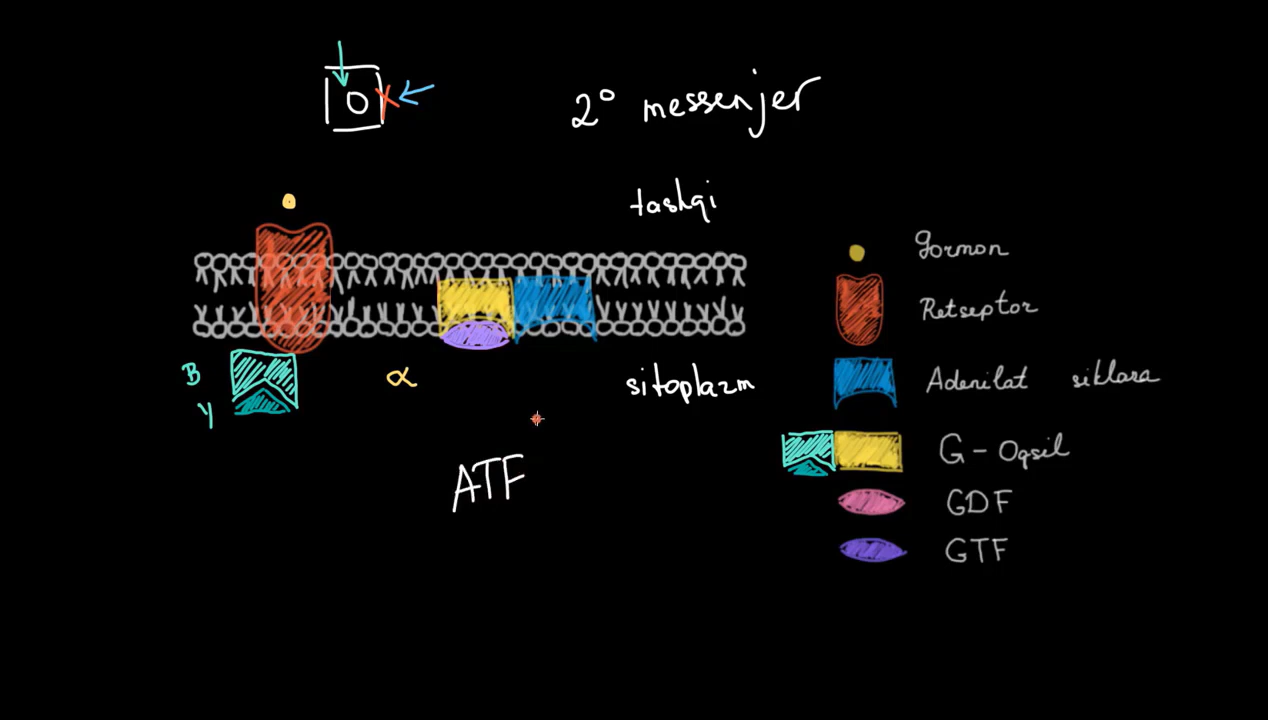 2° messenjer
tashqi
B
γ
α
sitoplazm
ATF
gormon
Retseptor
Adenilat siklaza
G-Oqsil
GDF
GTF